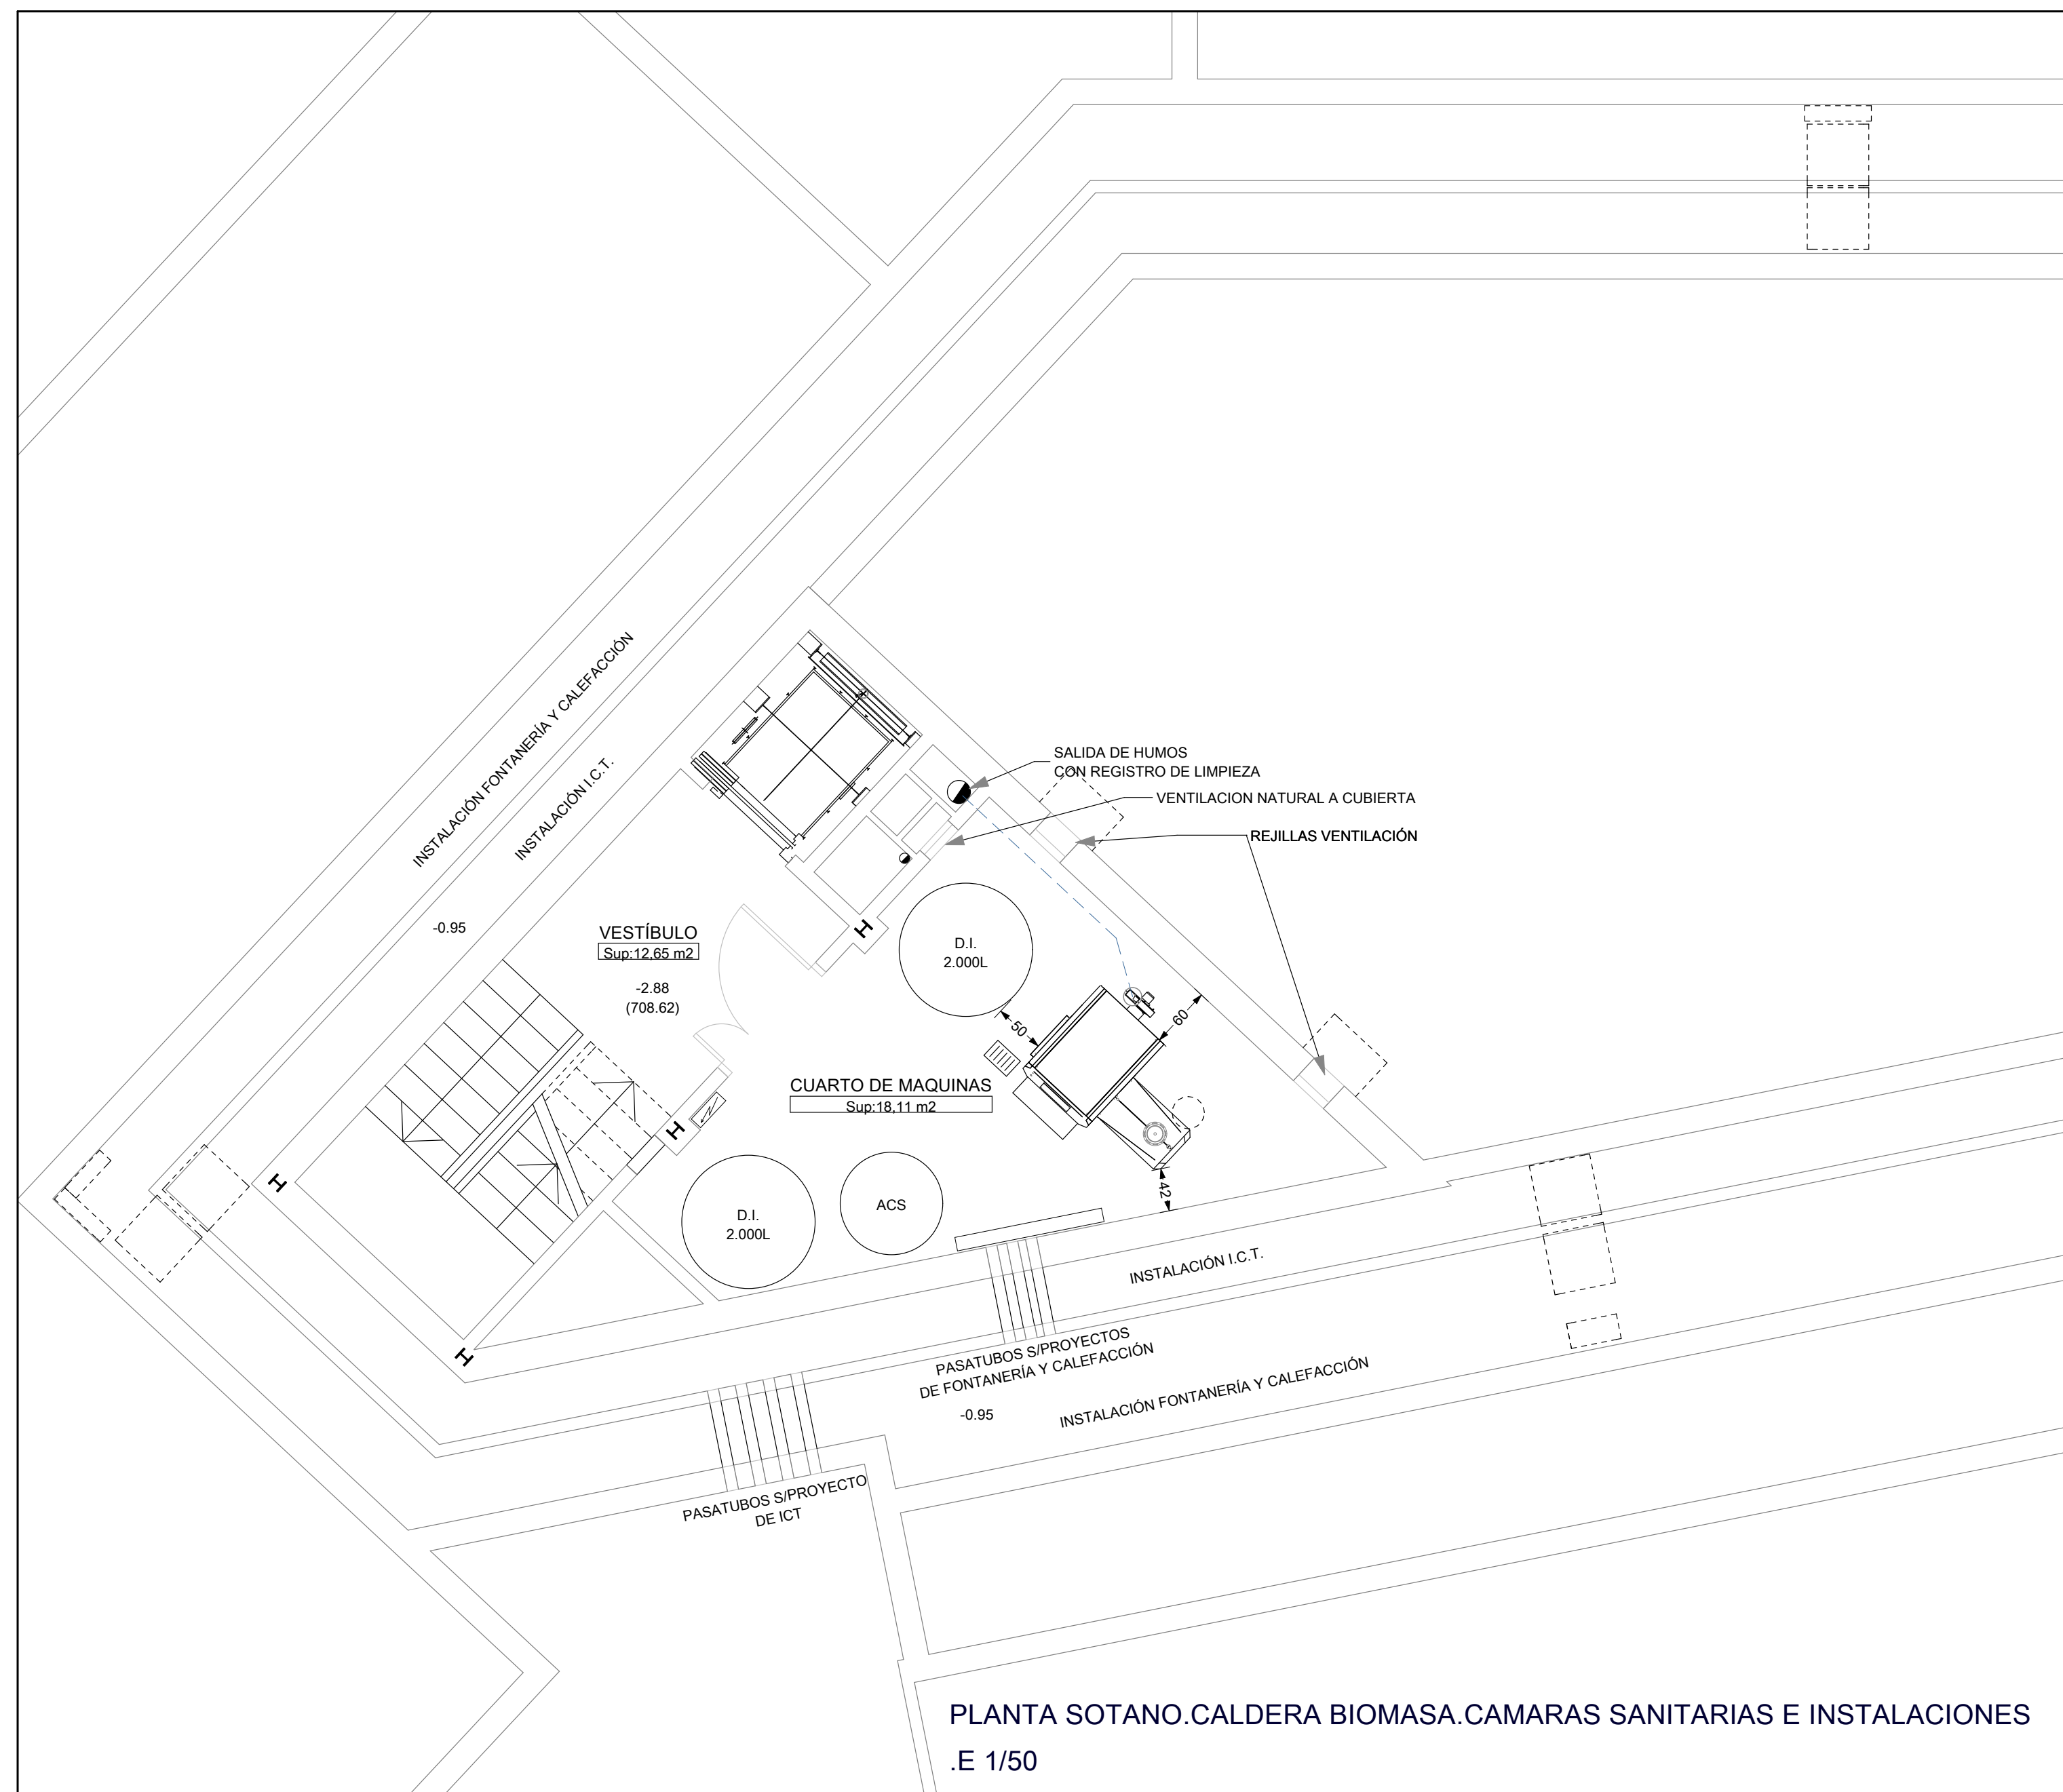 INSTALACIÓN FONTANERÍA Y CALEFACCIÓN
INSTALACIÓN I.C.T.
SALIDA DE HUMOS
CON REGISTRO DE LIMPIEZA
VENTILACION NATURAL A CUBIERTA
REJILLAS VENTILACIÓN
-0.95
VESTÍBULO
Sup:12,65 m2
-2.88
(708.62)
D.I.
2.000L
50
60
CUARTO DE MAQUINAS
Sup:18,11 m2
42
D.I.
2.000L
ACS
INSTALACIÓN I.C.T.
PASATUBOS S/PROYECTOS
DE FONTANERÍA Y CALEFACCIÓN
-0.95
INSTALACIÓN FONTANERÍA Y CALEFACCIÓN
PASATUBOS S/PROYECTO
DE ICT
PLANTA SOTANO.CALDERA BIOMASA.CAMARAS SANITARIAS E INSTALACIONES
.E 1/50